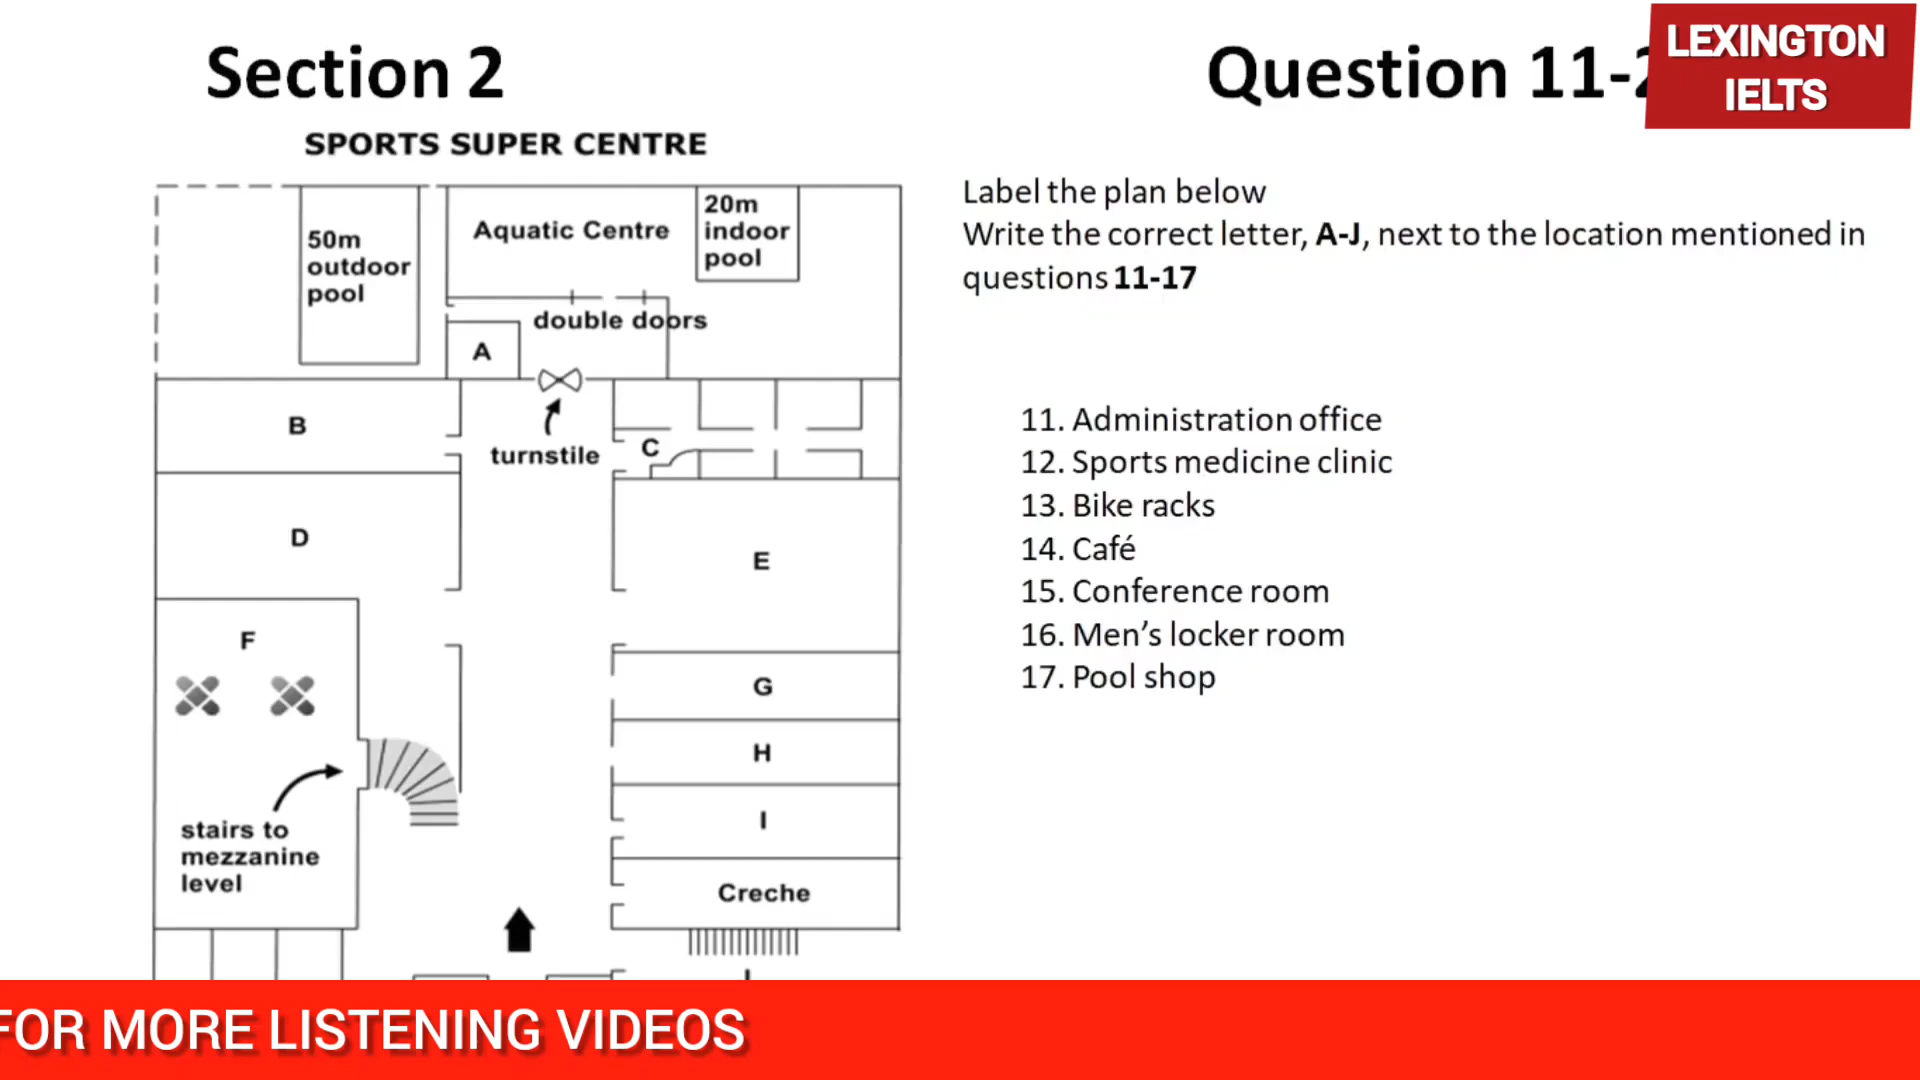 Section 2
Question 11-2
LEXINGTON
IELTS
SPORTS SUPER CENTRE
50m
outdoor
pool
Aquatic Centre
20m
indoor
pool
double doors
A
B
turnstile
C
D
E
F
G
H
I
stairs to
mezzanine
level
Creche
Label the plan below
Write the correct letter, A-J, next to the location mentioned in
questions 11-17
11. Administration office
12. Sports medicine clinic
13. Bike racks
14. Café
15. Conference room
16. Men’s locker room
17. Pool shop
FOR MORE LISTENING VIDEOS